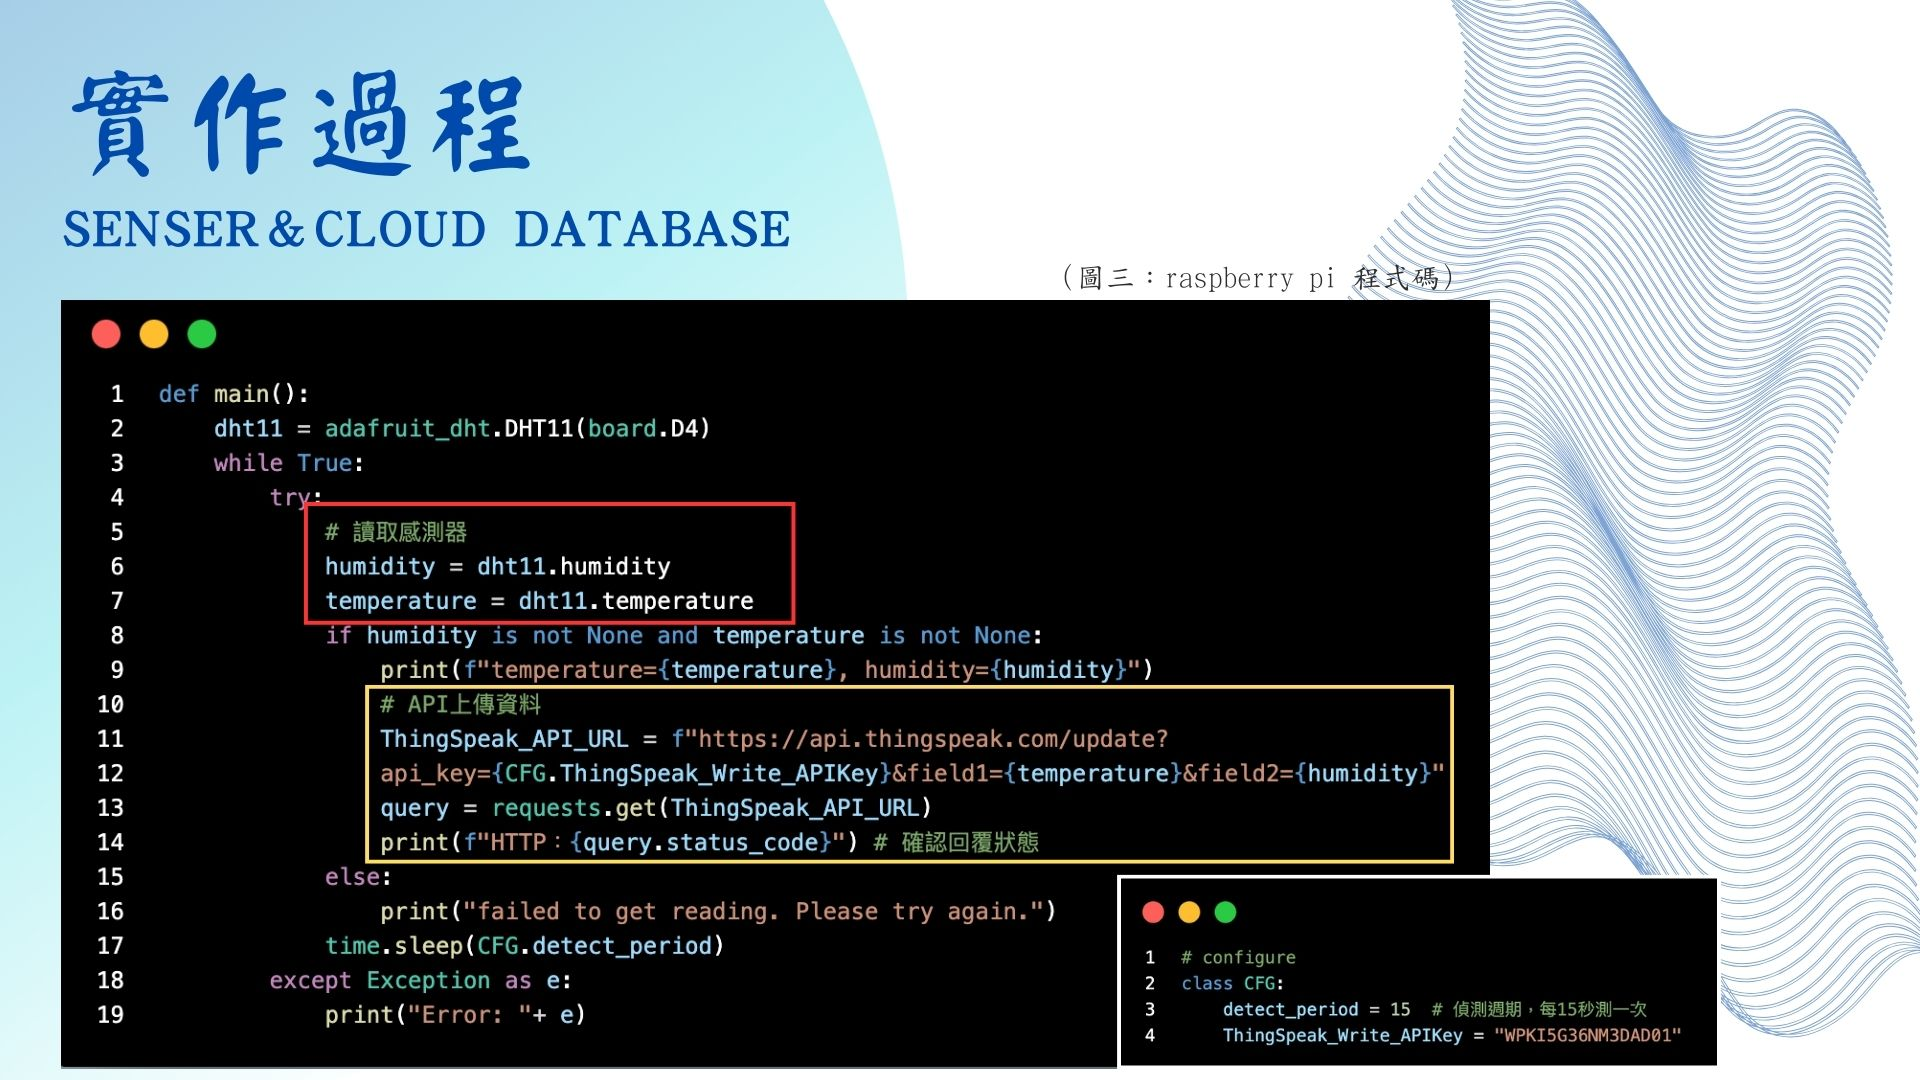 實作過程
SENSER&CLOUD DATABASE
(圖三：raspberry pi 程式碼)
1 def main():
2     dht11 = adafruit_dht.DHT11(board.D4)
3     while True:
4         try:
5             # 讀取感測器
6             humidity = dht11.humidity
7             temperature = dht11.temperature
8             if humidity is not None and temperature is not None:
9                 print(f"temperature={temperature}, humidity={humidity}")
10                 # API上傳資料
11                 ThingSpeak_API_URL = f"https://api.thingspeak.com/update?
12                 api_key={CFG.ThingSpeak_Write_APIKey}&field1={temperature}&field2={humidity}"
13                 query = requests.get(ThingSpeak_API_URL)
14                 print(f"HTTP：{query.status_code}") # 確認回覆狀態
15             else:
16                 print("failed to get reading. Please try again.")
17             time.sleep(CFG.detect_period)
18         except Exception as e:
19             print("Error: "+ e)
1 # configure
2 class CFG:
3     detect_period = 15  # 偵測週期，每15秒測一次
4     ThingSpeak_Write_APIKey = "WPKI5G36NM3DAD01"